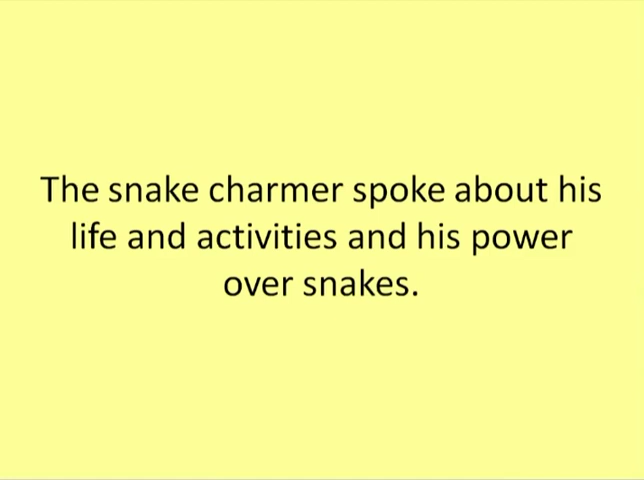 The snake charmer spoke about his
life and activities and his power
over snakes.